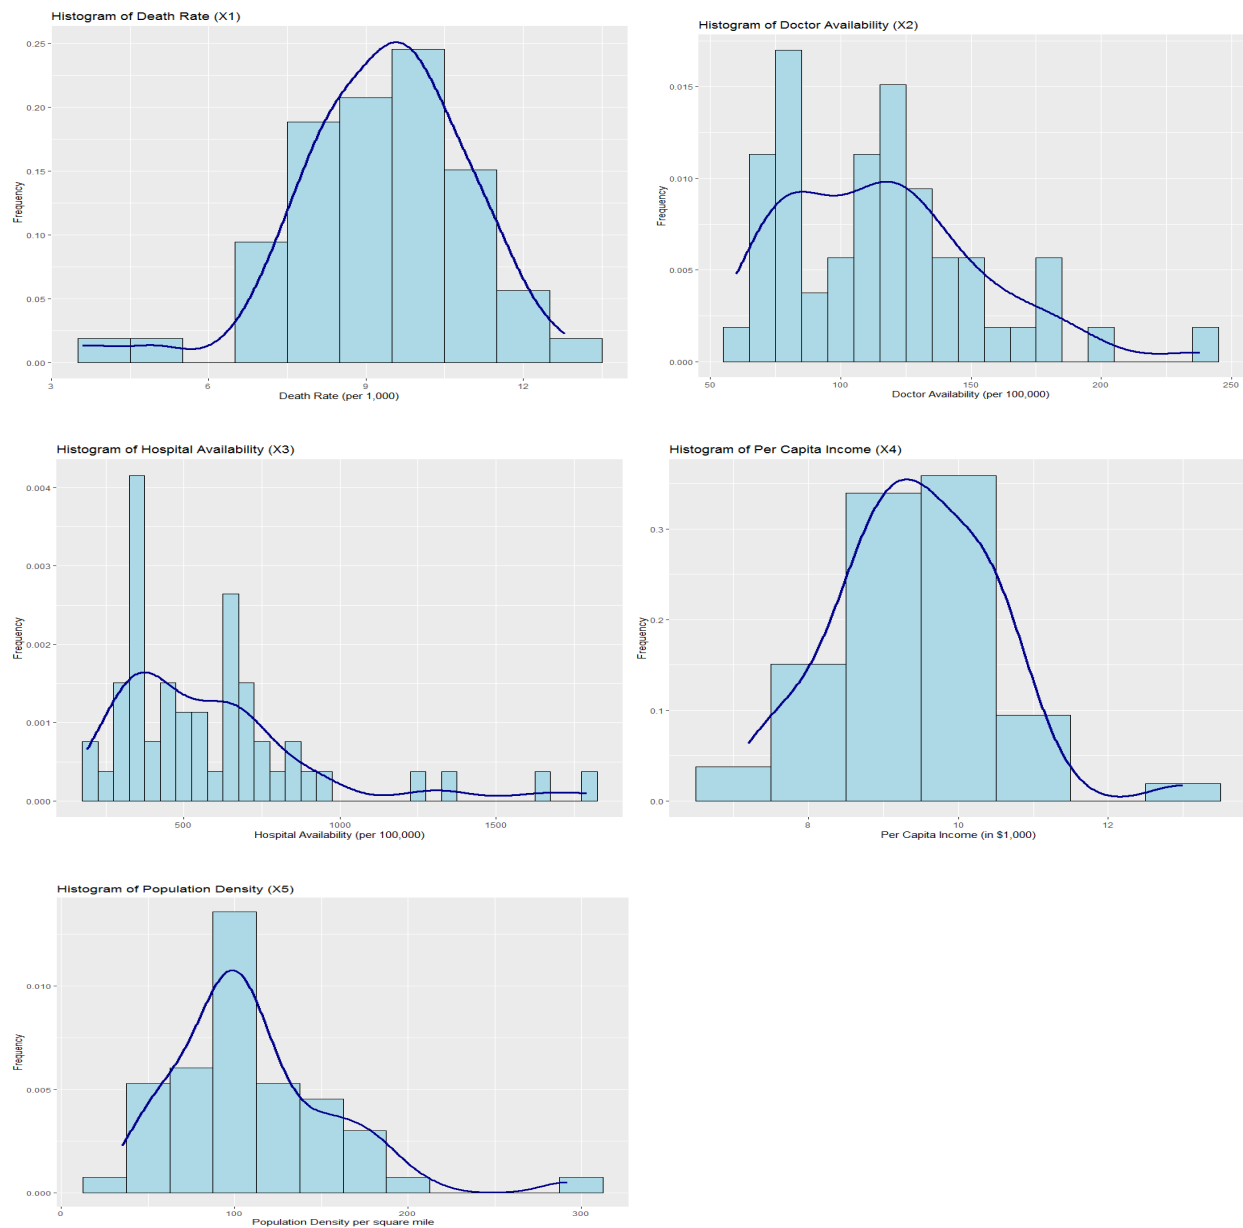 Histogram of Death Rate (X1)
0.25
0.20
0.15
0.10
0.05
0.00
Frequency
3 6 9 12
Death Rate (per 1,000)
Histogram of Doctor Availability (X2)
0.015
0.010
0.005
0.000
Frequency
50 100 150 200 250
Doctor Availability (per 100,000)
Histogram of Hospital Availability (X3)
0.004
0.003
0.002
0.001
0.000
Frequency
500 1000 1500
Hospital Availability (per 100,000)
Histogram of Per Capita Income (X4)
0.3
0.2
0.1
0.0
Frequency
8 10 12
Per Capita Income (in $1,000)
Histogram of Population Density (X5)
0.010
0.005
0.000
Frequency
0 100 200 300
Population Density per square mile